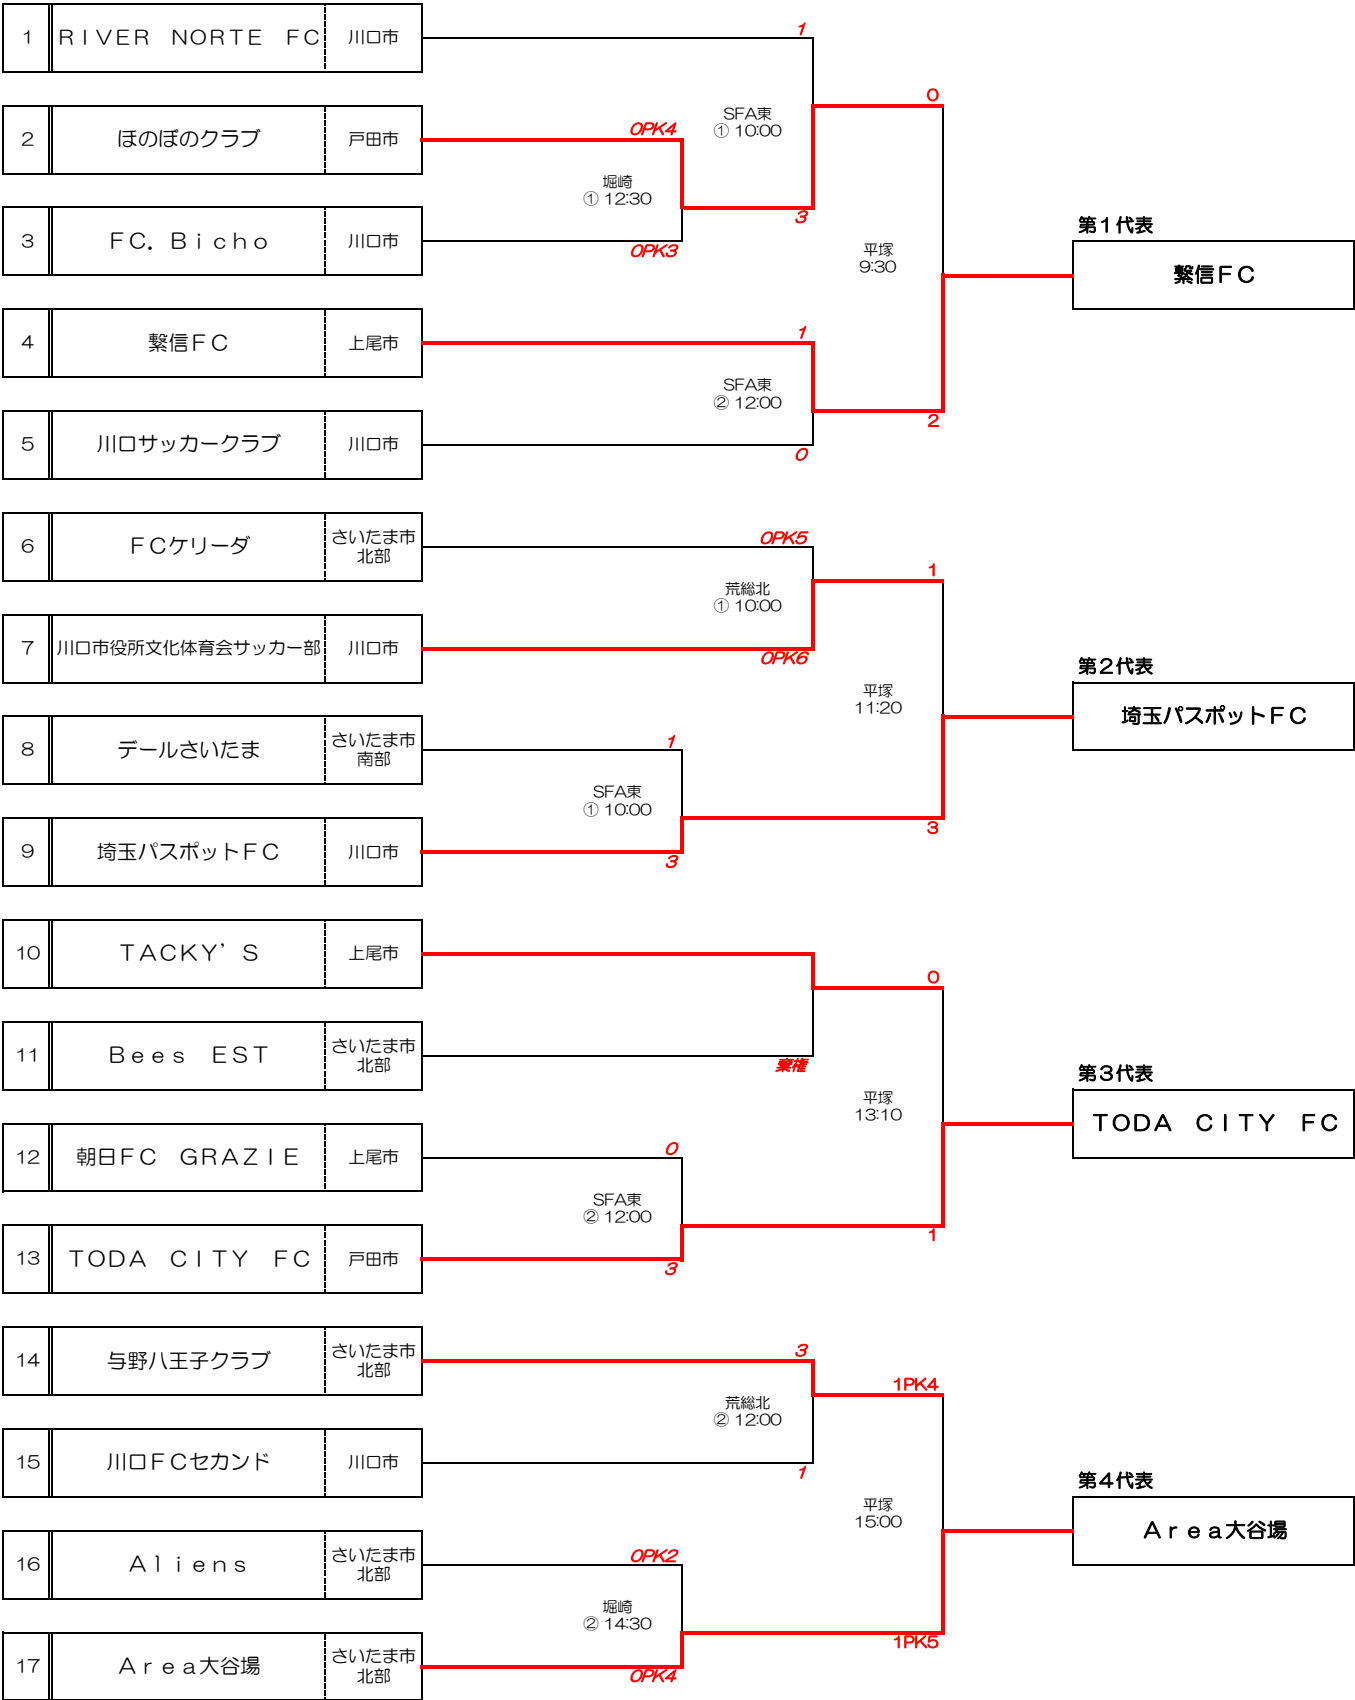 1 RIVER NORTE FC 川口市
1
0
SFA東
① 10:00
2 ほのぼのクラブ 戸田市
0PK4
堀崎
① 12:30
3
3 FC．Bicho 川口市
0PK3
平塚
9:30
第1代表
繋信FC
4 繋信FC 上尾市
1
SFA東
② 12:00
2
5 川口サッカークラブ 川口市
0
6 FCケリーダ さいたま市
北部
0PK5
1
荒総北
① 10:00
7 川口市役所文化体育会サッカー部 川口市
0PK6
平塚
11:20
第2代表
埼玉パスポットFC
8 デールさいたま さいたま市
南部
1
SFA東
① 10:00
3
9 埼玉パスポットFC 川口市
3
10 TACKY’S 上尾市
0
11 Bees EST さいたま市
北部
棄権
平塚
13:10
第3代表
TODA CITY FC
12 朝日FC GRAZIE 上尾市
0
SFA東
② 12:00
1
13 TODA CITY FC 戸田市
3
14 与野八王子クラブ さいたま市
北部
3
1PK4
荒総北
② 12:00
15 川口FCセカンド 川口市
1
平塚
15:00
第4代表
Area大谷場
16 Aliens さいたま市
北部
0PK2
堀崎
② 14:30
1PK5
17 Area大谷場 さいたま市
北部
0PK4